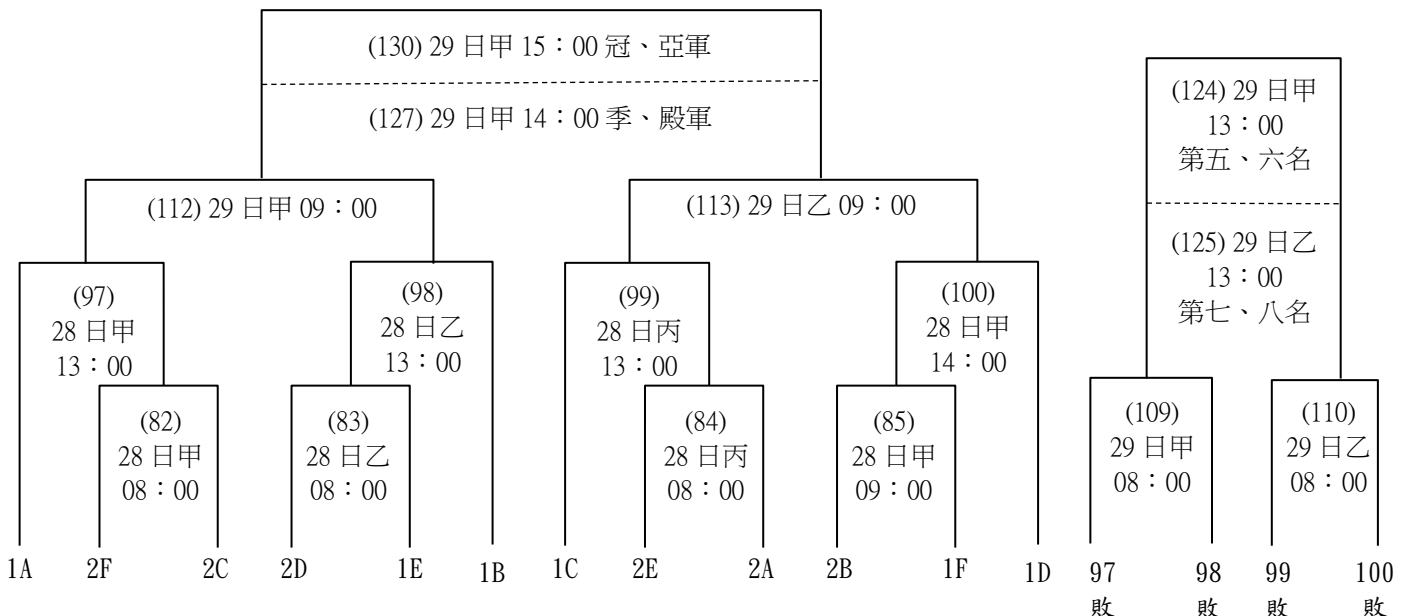 (130) 29 日甲 15：00 冠、亞軍
(127) 29 日甲 14：00 季、殿軍
(124) 29 日甲
13：00
第五、六名
(112) 29 日甲 09：00
(113) 29 日乙 09：00
(125) 29 日乙
13：00
第七、八名
(97)
28 日甲
13：00
(98)
28 日乙
13：00
(99)
28 日丙
13：00
(100)
28 日甲
14：00
(82)
28 日甲
08：00
(83)
28 日乙
08：00
(84)
28 日丙
08：00
(85)
28 日甲
09：00
(109)
29 日甲
08：00
(110)
29 日乙
08：00
1A 2F 2C 2D 1E 1B 1C 2E 2A 2B 1F 1D 97 98 99 100
敗 敗 敗 敗